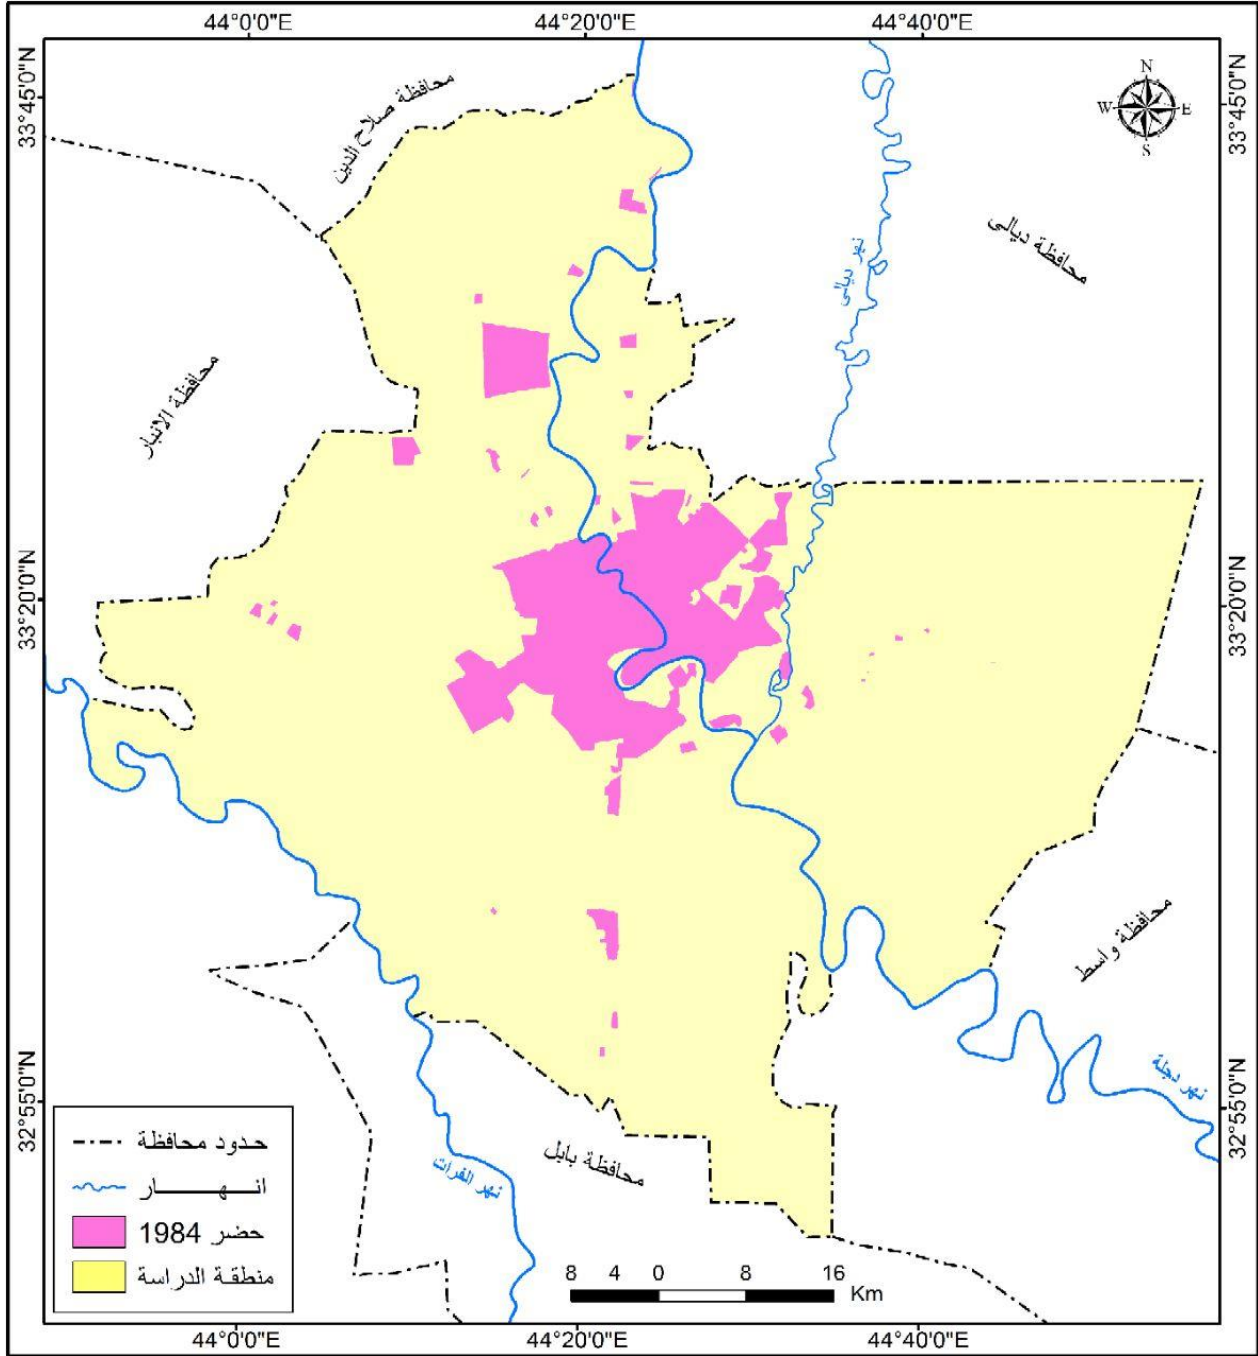 44°0'0"E
44°20'0"E
44°40'0"E
33°45'0"N
33°45'0"N
N
W
E
S
محافظة صلاح الدين
محافظة ديالى
نهر ديالى
محافظة الانبار
33°20'0"N
33°20'0"N
محافظة واسط
نهر دجلة
32°55'0"N
32°55'0"N
محافظة بابل
نهر الفرات
حدود محافظة
انـــهـــــار
حضر 1984
منطقة الدراسة
8 4 0 8 16
Km
44°0'0"E
44°20'0"E
44°40'0"E